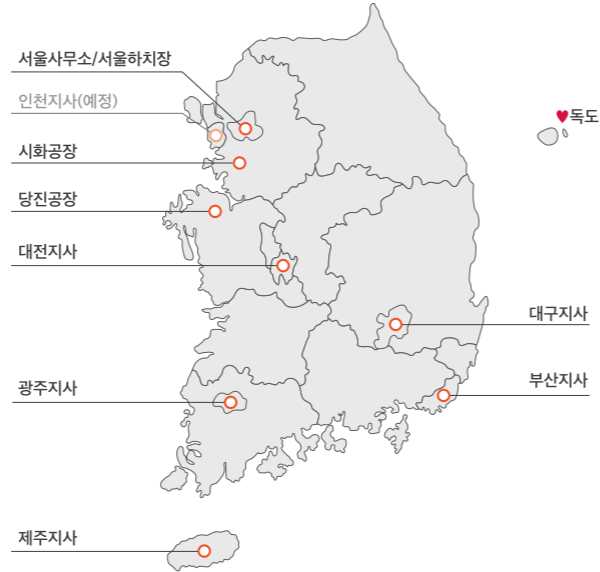 서울사무소/서울하치장
인천지사(예정)
♥독도
시화공장
당진공장
대전지사
대구지사
광주지사
부산지사
제주지사